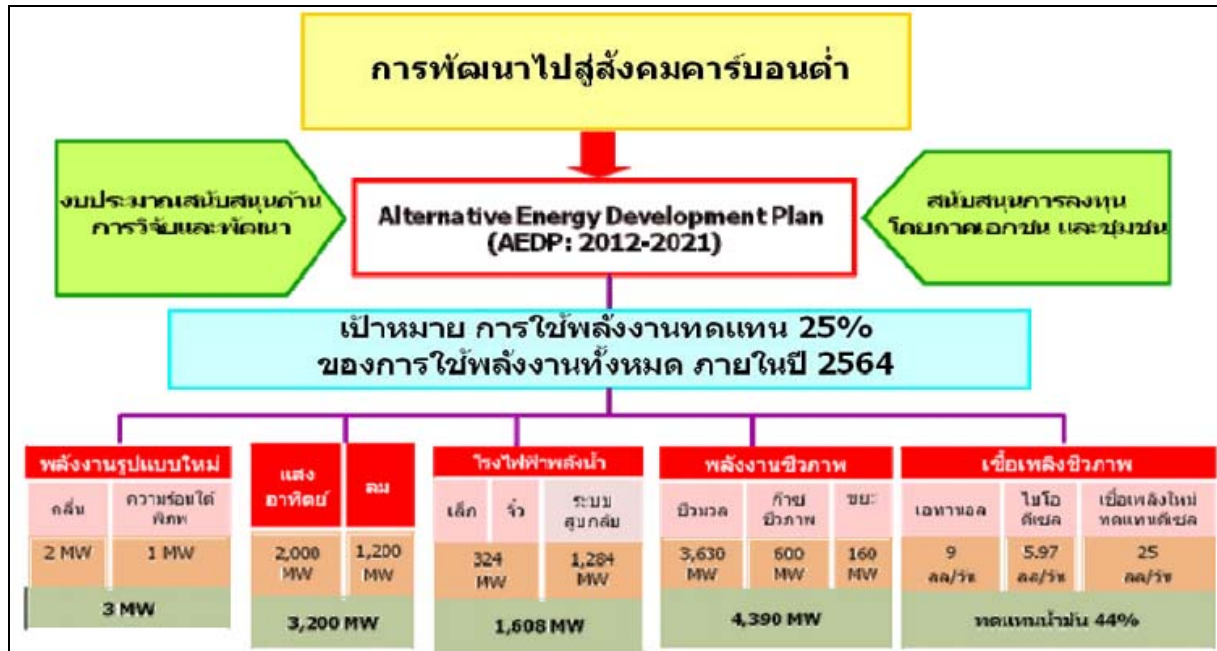 การพัฒนาไปสู่สังคมคาร์บอนต่ำ
งบประมาณสนับสนุนด้าน
การวิจัยและพัฒนา
Alternative Energy Development Plan
(AEDP: 2012-2021)
สนับสนุนการลงทุน
โดยภาคเอกชน และชุมชน
เป้าหมาย การใช้พลังงานทดแทน 25%
ของการใช้พลังงานทั้งหมด ภายในปี 2564
พลังงานรูปแบบใหม่
คลื่น
ความร้อนใต้
พิภพ
2 MW
1 MW
3 MW
แสง
อาทิตย์
ลม
2,000
MW
1,200
MW
3,200 MW
โรงไฟฟ้าพลังน้ำ
เล็ก
จิ๋ว
ระบบ
สูบกลับ
324
MW
1,284
MW
1,608 MW
พลังงานชีวภาพ
ชีวมวล
ก๊าซ
ชีวภาพ
ขยะ
3,630
MW
600
MW
160
MW
4,390 MW
เชื้อเพลิงชีวภาพ
เอทานอล
ไบโอ
ดีเซล
เชื้อเพลิงใหม่
ทดแทนดีเซล
9
ลล/วัน
5.97
ลล/วัน
25
ลล/วัน
ทดแทนน้ำมัน 44%